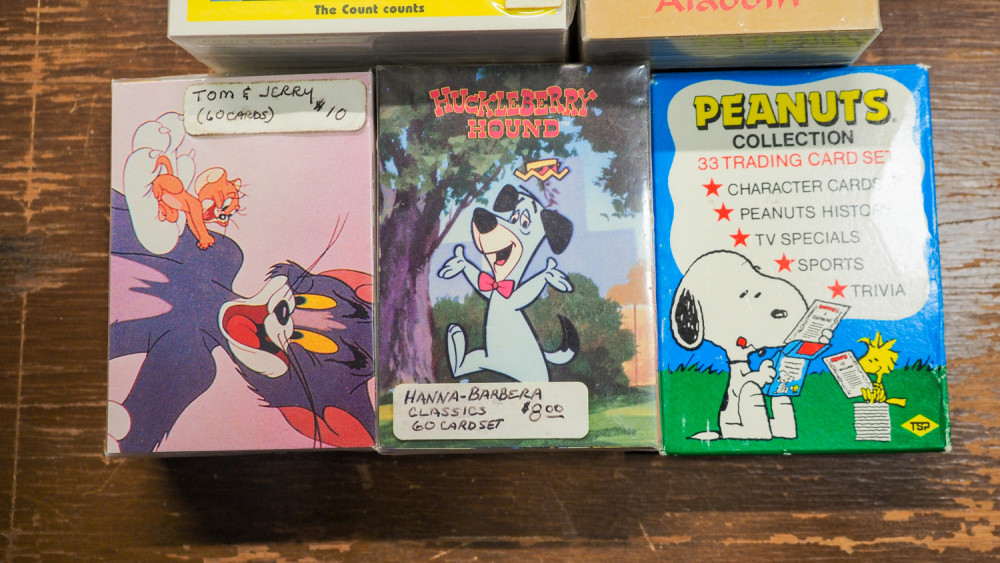 The Count counts
Aladdin
TOM & JERRY
(60 CARDS) $10
HUCKLEBERRY
HOUND
HANNA-BARBERA
CLASSICS $8.00
60 CARD SET
PEANUTS
COLLECTION
33 TRADING CARD SET
CHARACTER CARDS
PEANUTS HISTORY
TV SPECIALS
SPORTS
TRIVIA
TSP